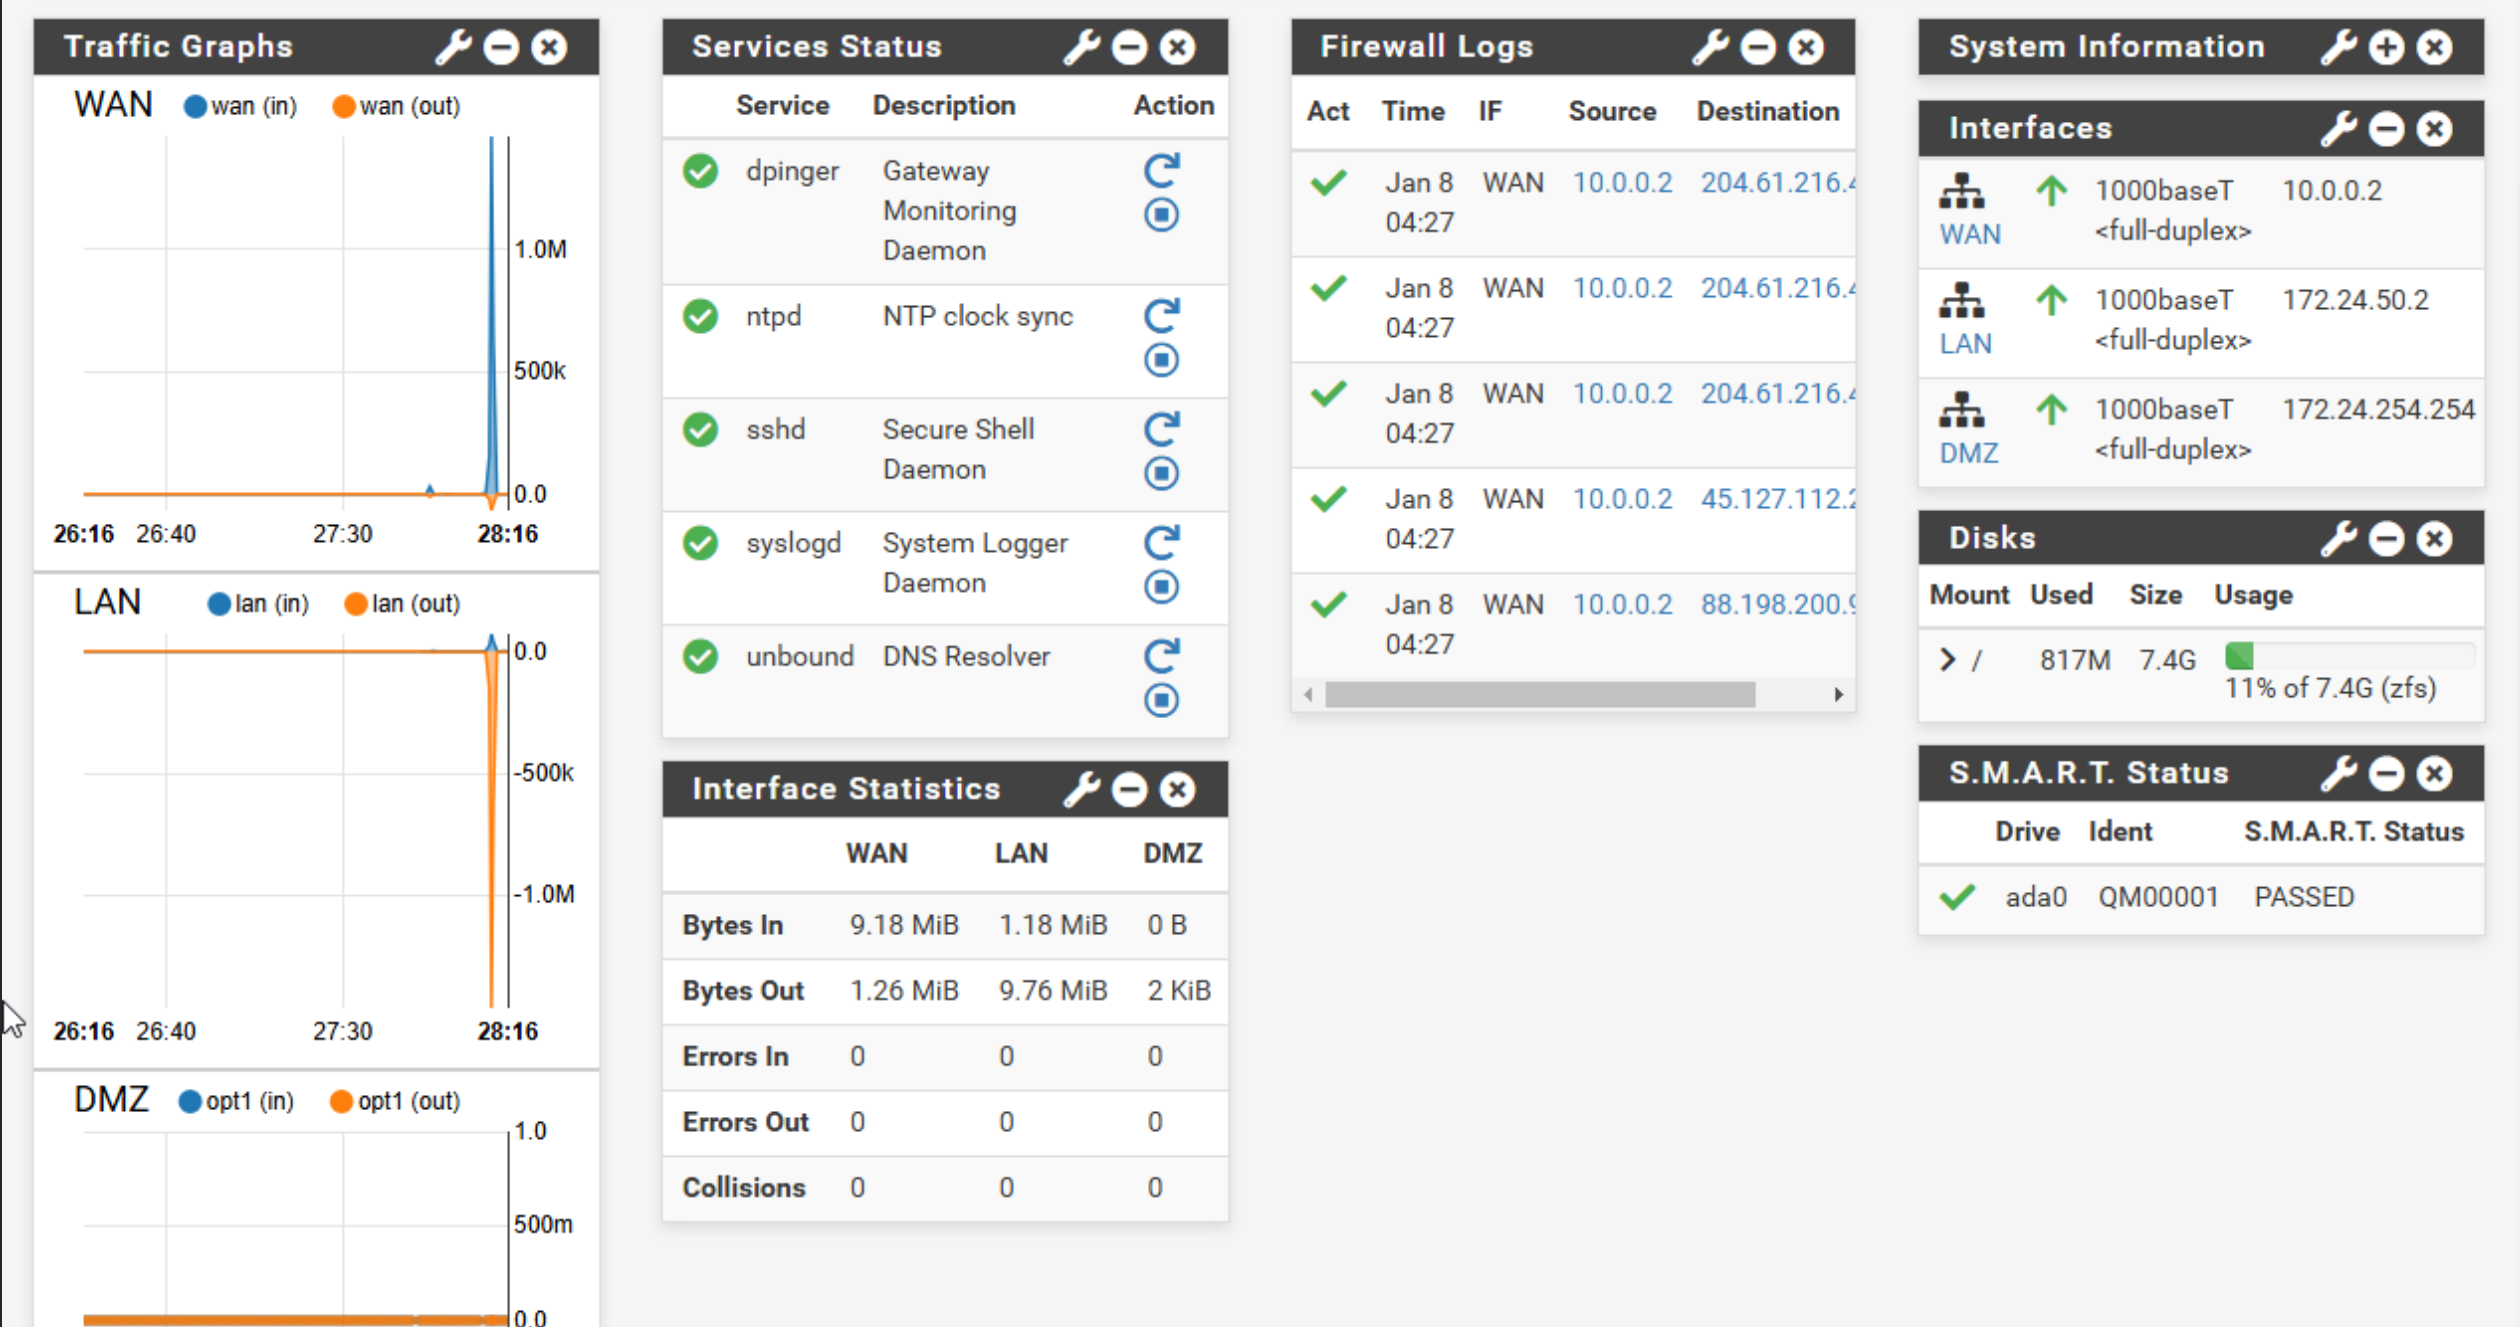 Traffic Graphs
WAN wan (in) wan (out)
1.0M
500k
0.0
26:16 26:40 27:30 28:16
LAN lan (in) lan (out)
0.0
-500k
-1.0M
26:16 26:40 27:30 28:16
DMZ opt1 (in) opt1 (out)
1.0
500m
0.0
Services Status
Service Description Action
dpinger Gateway
Monitoring
Daemon
ntpd NTP clock sync
sshd Secure Shell
Daemon
syslogd System Logger
Daemon
unbound DNS Resolver
Interface Statistics
WAN LAN DMZ
Bytes In 9.18 MiB 1.18 MiB 0 B
Bytes Out 1.26 MiB 9.76 MiB 2 KiB
Errors In 0 0 0
Errors Out 0 0 0
Collisions 0 0 0
Firewall Logs
Act Time IF Source Destination
Jan 8 WAN 10.0.0.2 204.61.216.4
04:27
Jan 8 WAN 10.0.0.2 204.61.216.4
04:27
Jan 8 WAN 10.0.0.2 204.61.216.4
04:27
Jan 8 WAN 10.0.0.2 45.127.112.2
04:27
Jan 8 WAN 10.0.0.2 88.198.200.9
04:27
System Information
Interfaces
1000baseT 10.0.0.2
WAN <full-duplex>
1000baseT 172.24.50.2
LAN <full-duplex>
1000baseT 172.24.254.254
DMZ <full-duplex>
Disks
Mount Used Size Usage
/ 817M 7.4G
11% of 7.4G (zfs)
S.M.A.R.T. Status
Drive Ident S.M.A.R.T. Status
ada0 QM00001 PASSED